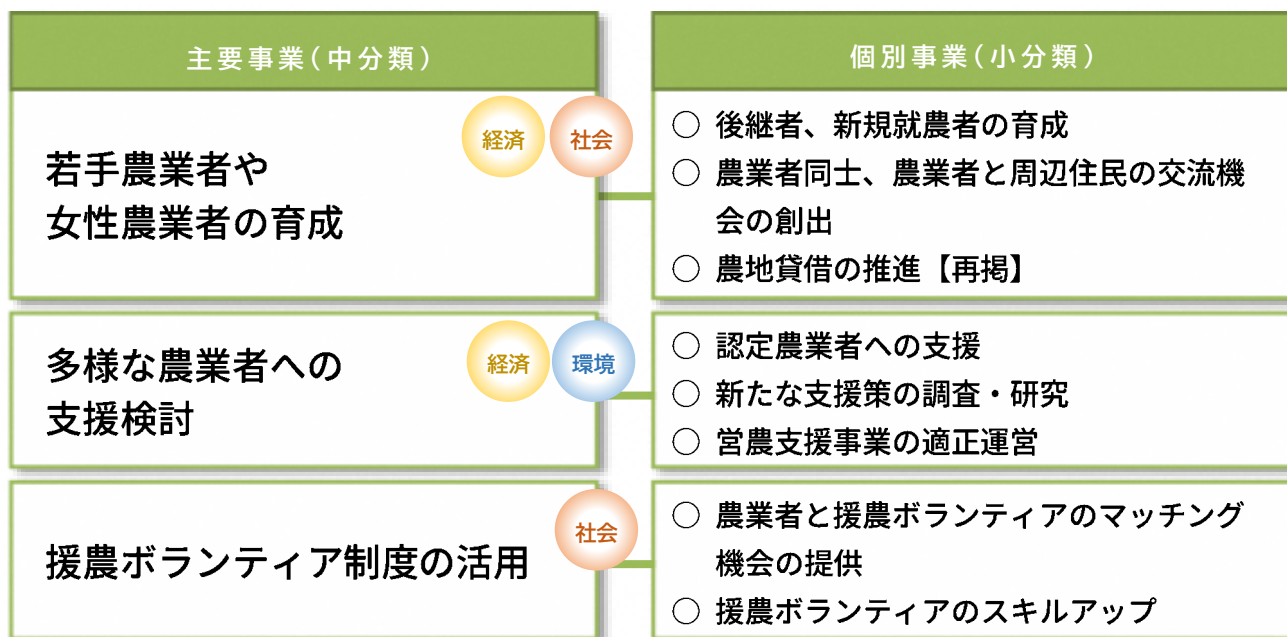 主要事業(中分類)
個別事業(小分類)
経済
社会
若手農業者や
女性農業者の育成
○ 後継者、新規就農者の育成
○ 農業者同士、農業者と周辺住民の交流機
会の創出
○ 農地貸借の推進【再掲】
経済
環境
多様な農業者への
支援検討
○ 認定農業者への支援
○ 新たな支援策の調査・研究
○ 営農支援事業の適正運営
社会
援農ボランティア制度の活用
○ 農業者と援農ボランティアのマッチング
機会の提供
○ 援農ボランティアのスキルアップ